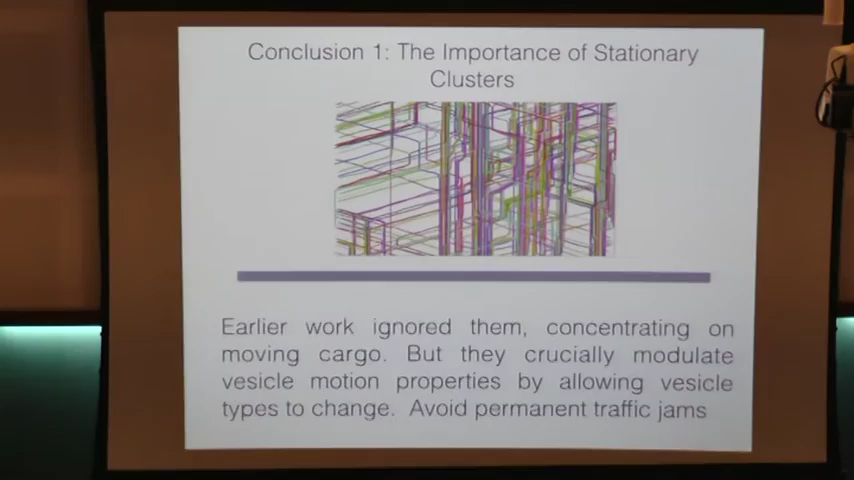 Conclusion 1: The Importance of Stationary
Clusters
Earlier work ignored them, concentrating on
moving cargo. But they crucially modulate
vesicle motion properties by allowing vesicle
types to change. Avoid permanent traffic jams